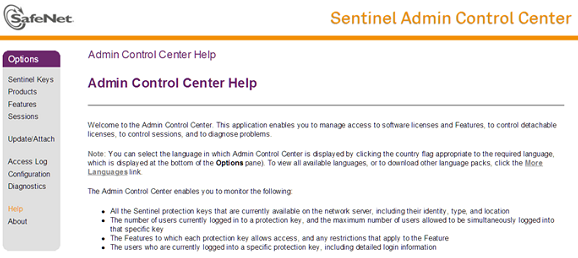 SafeNet
Sentinel Admin Control Center
Options
Sentinel Keys
Products
Features
Sessions
Update/Attach
Access Log
Configuration
Diagnostics
Help
About
Admin Control Center Help
Admin Control Center Help
Welcome to the Admin Control Center. This application enables you to manage access to software licenses and Features, to control detachable
licenses, to control sessions, and to diagnose problems.
Note: You can select the language in which Admin Control Center is displayed by clicking the country flag appropriate to the required language,
which is displayed at the bottom of the Options pane). To view all available languages, or to download other language packs, click the More
Languages link.
The Admin Control Center enables you to monitor the following:
• All the Sentinel protection keys that are currently available on the network server, including their identity, type, and location
• The number of users currently logged in to a protection key, and the maximum number of users allowed to be simultaneously logged into
that specific key
• The Features to which each protection key allows access, and any restrictions that apply to the Feature
• The users who are currently logged into a specific protection key, including detailed login information